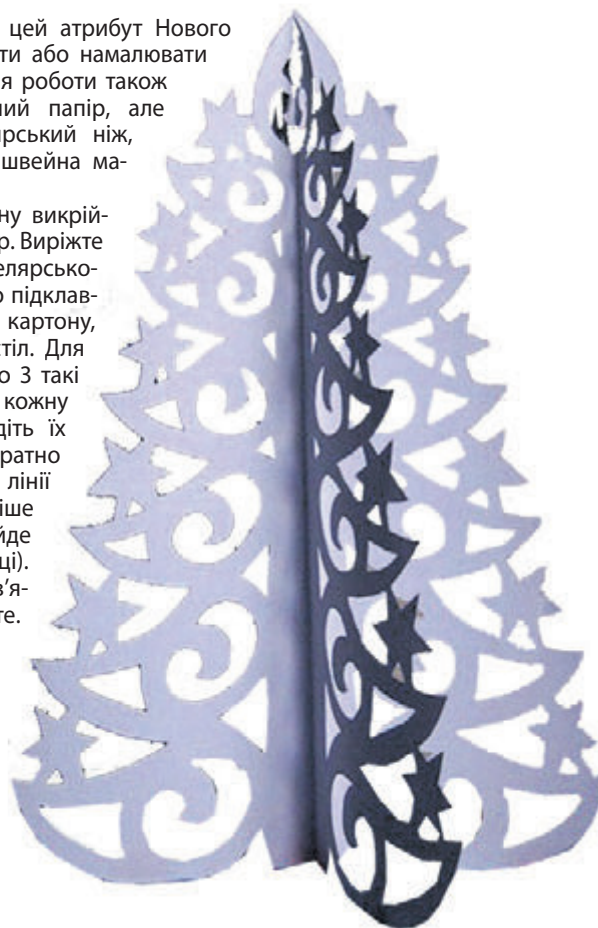 цей атрибут Нового
ти або намалювати
я роботи також
ний папір, але
ярський ніж,
швейна ма-
ну викрій-
р. Виріжте
елярсько-
о підклав-
картону,
тіл. Для
о 3 такі
кожну
діть їх
ратно
лінії
іше
йде
ці).
в’я-
те.